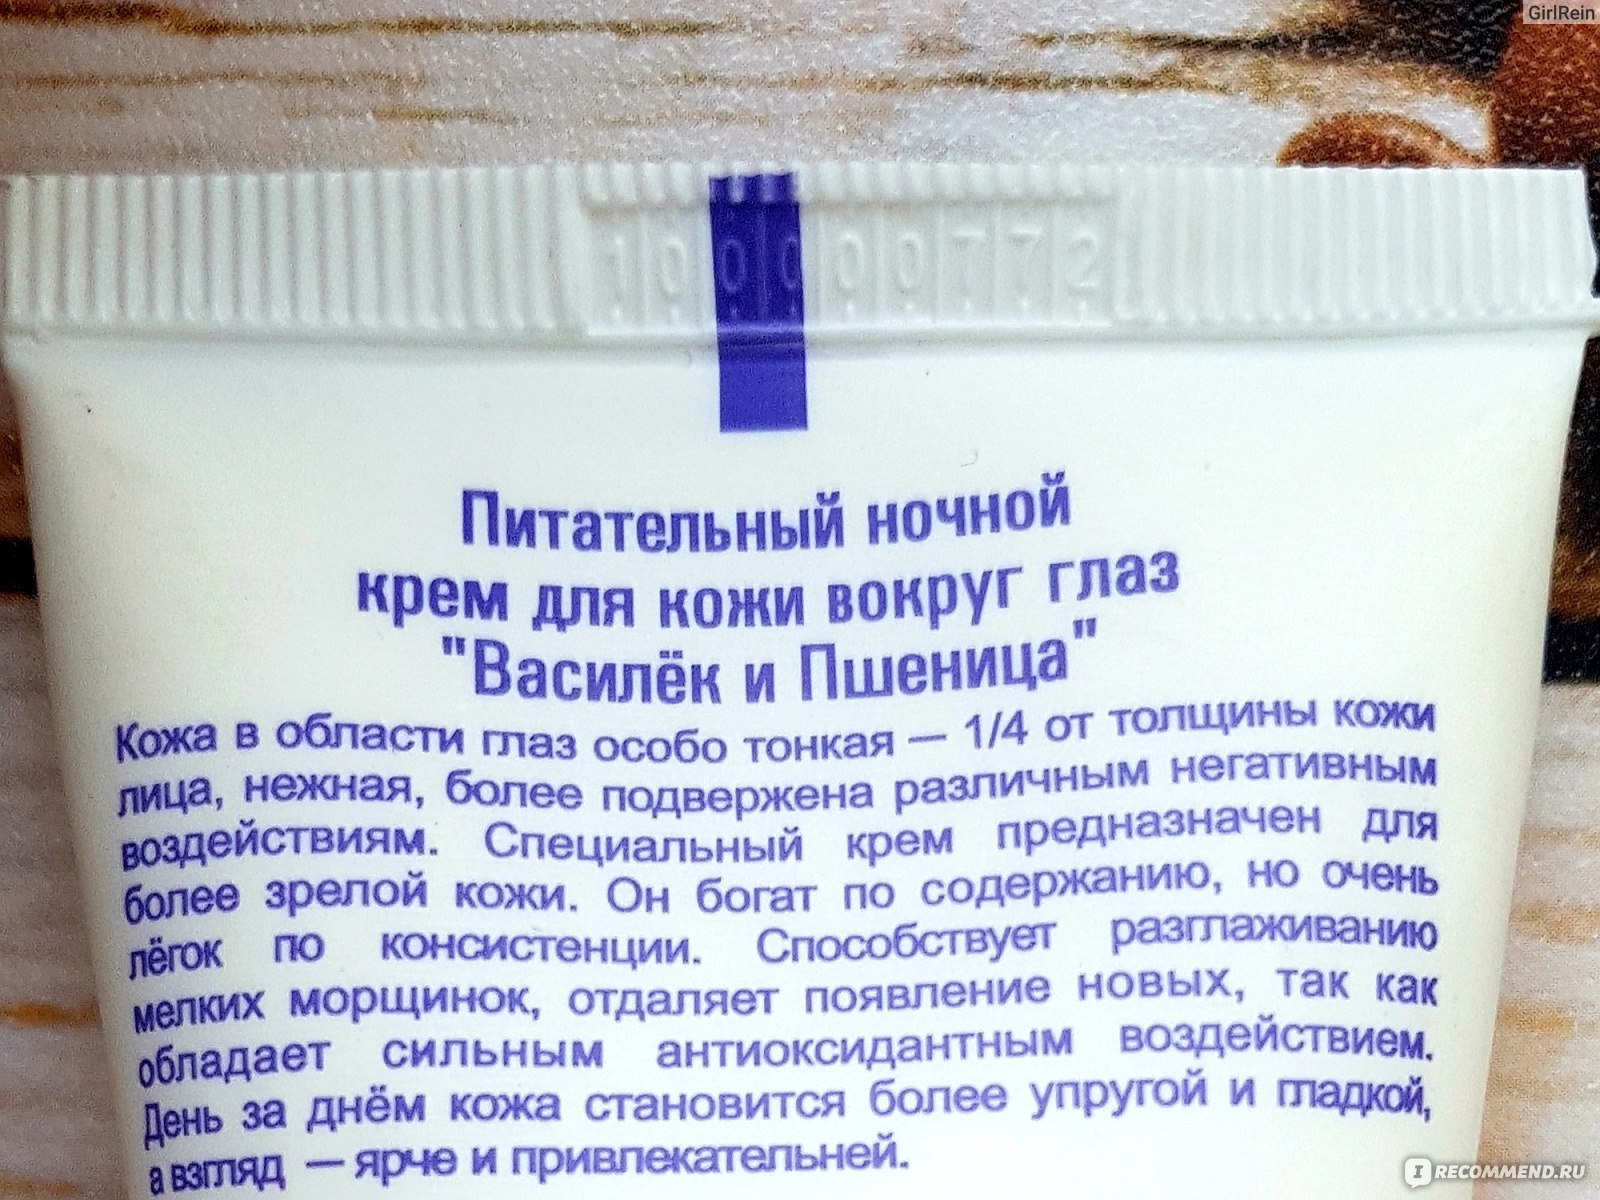 GirlRein
100000772
Питательный ночной
крем для кожи вокруг глаз
"Василёк и Пшеница"
Кожа в области глаз особо тонкая — 1/4 от толщины кожи
лица, нежная, более подвержена различным негативным
воздействиям. Специальный крем предназначен для
более зрелой кожи. Он богат по содержанию, но очень
лёгок по консистенции. Способствует разглаживанию
мелких морщинок, отдаляет появление новых, так как
обладает сильным антиоксидантным воздействием.
День за днём кожа становится более упругой и гладкой,
а взгляд — ярче и привлекательней.
IRECOMMEND.RU